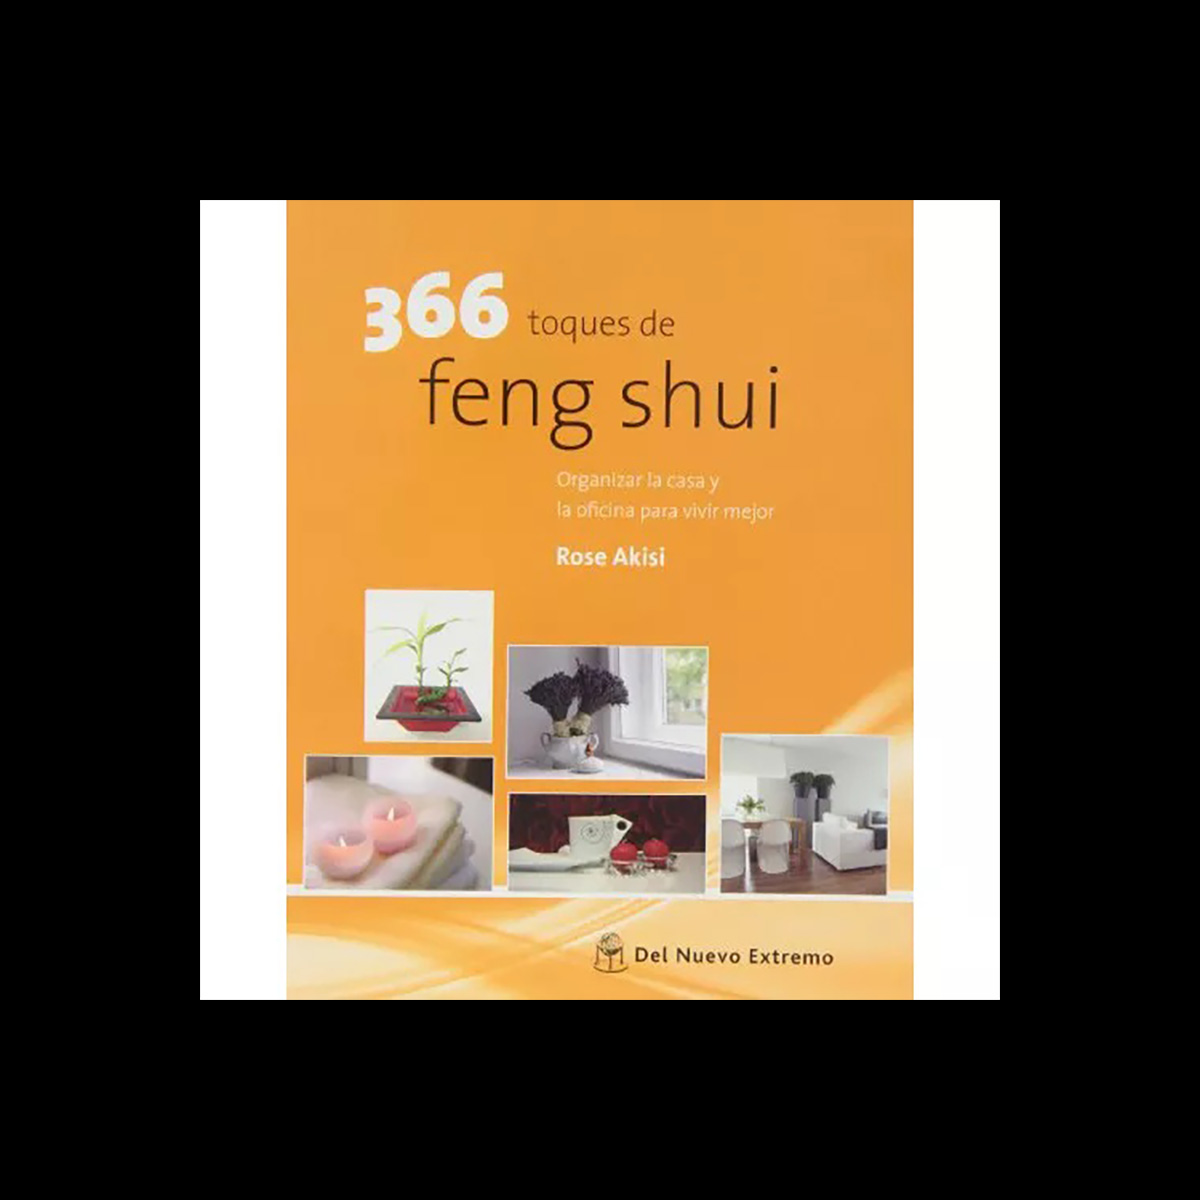 366 toques de
feng shui
Organizar la casa y
la oficina para vivir mejor
Rose Akisi
Del Nuevo Extremo